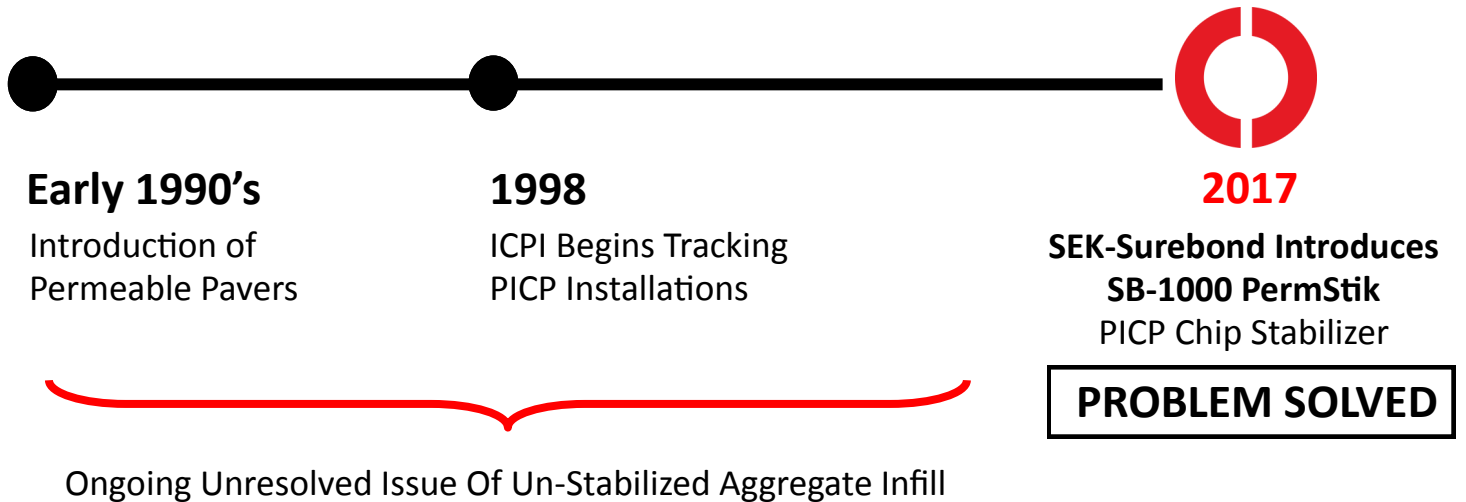 Early 1990's
Introduction of
Permeable Pavers
1998
ICPI Begins Tracking
PICP Installations
2017
SEK-Surebond Introduces
SB-1000 PermStik
PICP Chip Stabilizer
PROBLEM SOLVED
Ongoing Unresolved Issue Of Un-Stabilized Aggregate Infill